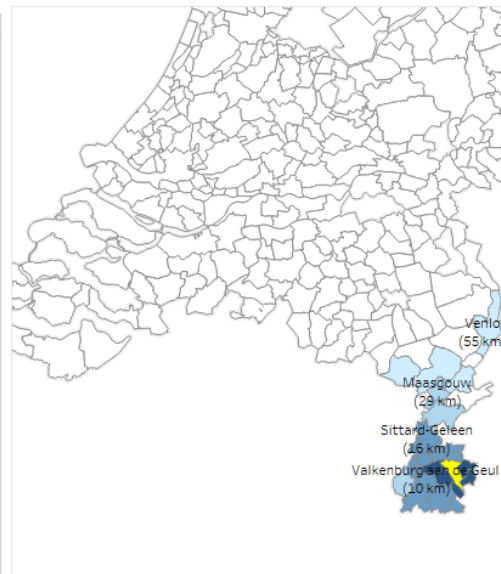 Venlo
(55 km
Maasgouw
(29 km)
Sittard-Geleen
(16 km)
Valkenburg aan de Geul
(10 km)